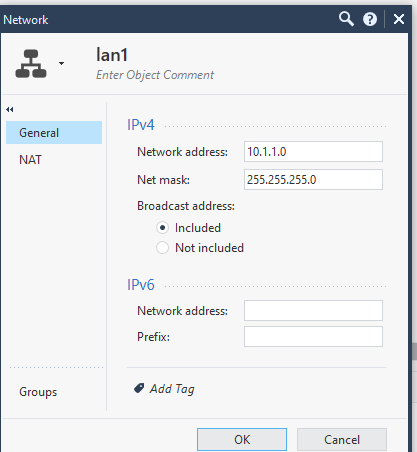 Network
lan1
Enter Object Comment
General
NAT
Groups
IPv4
Network address: 10.1.1.0
Net mask: 255.255.255.0
Broadcast address:
Included
Not included
IPv6
Network address:
Prefix:
Add Tag
OK Cancel